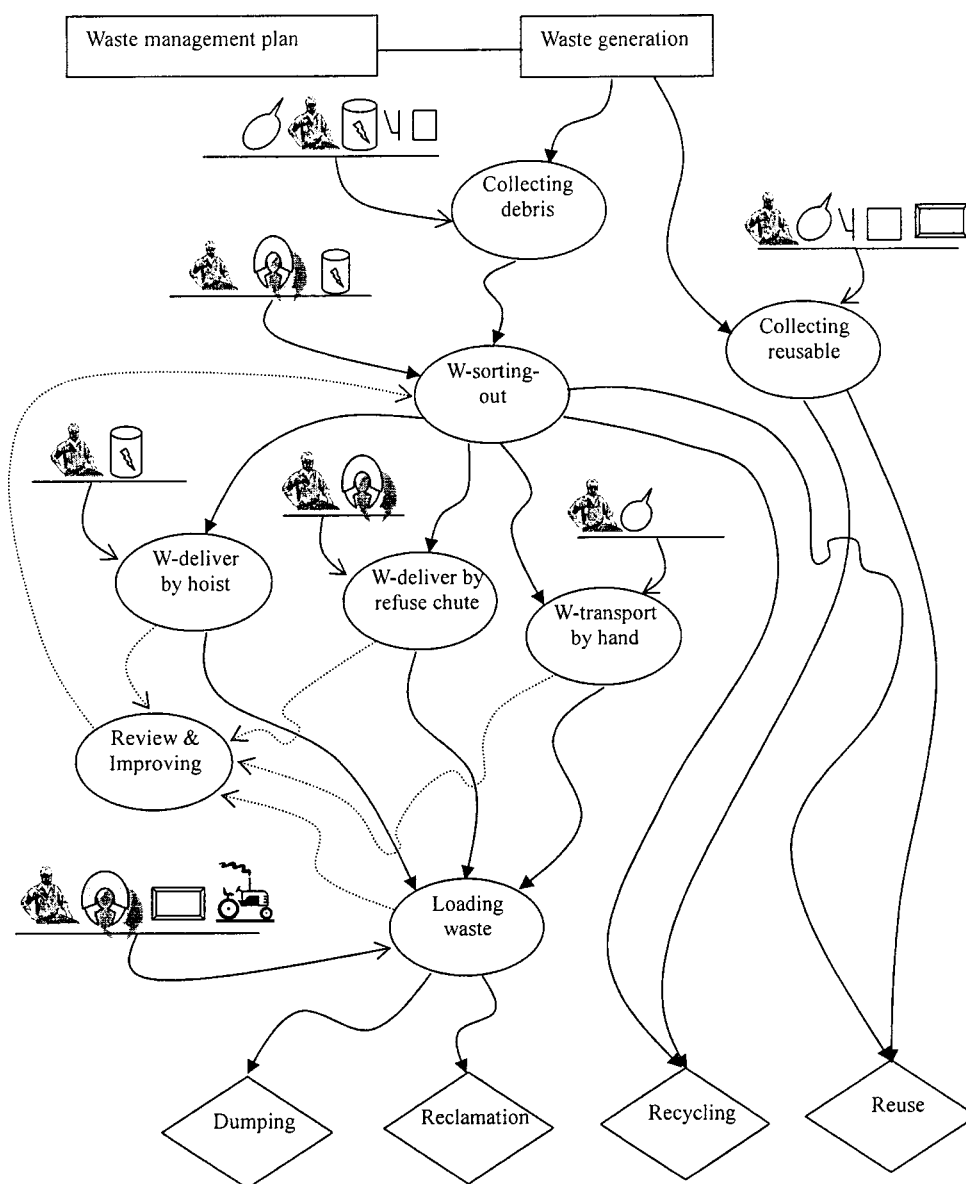 Waste management plan
Waste generation
Collecting
debris
Collecting
reusable
W-sorting-
out
W-deliver
by hoist
W-deliver by
refuse chute
W-transport
by hand
Review &
Improving
Loading
waste
Dumping
Reclamation
Recycling
Reuse